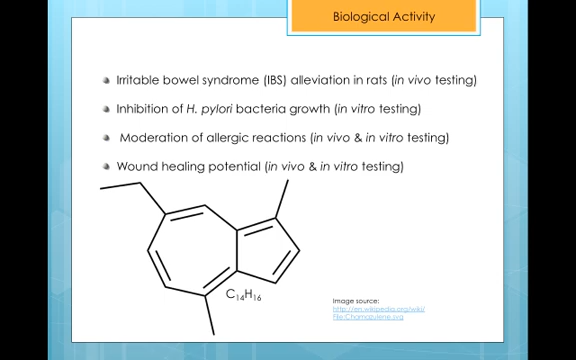 Biological Activity
Irritable bowel syndrome (IBS) alleviation in rats (in vivo testing)
Inhibition of H. pylori bacteria growth (in vitro testing)
Moderation of allergic reactions (in vivo & in vitro testing)
Wound healing potential (in vivo & in vitro testing)
C₁₄H₁₆
Image source:
http://en.wikipedia.org/wiki/
File:Chamazulene.svg